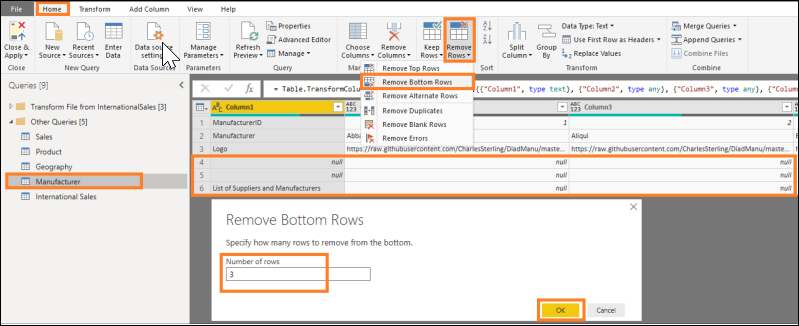 File Home Transform Add Column View
Close & Apply New Source Recent Sources Enter Data Data source settings Manage Parameters Refresh Preview Properties Advanced Editor Manage Choose Columns Remove Columns Keep Rows Remove Rows Split Column Group By Data Type: Text Use First Row as Headers Replace Values Merge Queries Append Queries Combine Files
Close New Query Data Sources Parameters Query Sort Transform Combine
Remove Top Rows
Remove Bottom Rows
Remove Alternate Rows
Remove Duplicates
Remove Blank Rows
Remove Errors
Queries [9]
Transform File from InternationalSales [5]
Other Queries [5]
Sales
Product
Geography
Manufacturer
International Sales
= Table.TransformColu {{"Column1", type text}, {"Column2", type any}, {"Column3", type any}, {"Column4",
Column1 ABC 123 ABC 123 Column3 ABC 123
1 ManufacturerID 1 2
2 Manufacturer Abba Aliqui
3 Logo https://raw.githubusercontent.com/CharlesSterling/DiadManu/maste... https://raw.githubusercontent.com/CharlesSterling/DiadManu/maste...
4 null null null
5 null null null
6 List of Suppliers and Manufacturers null null
Remove Bottom Rows
Specify how many rows to remove from the bottom.
Number of rows
3
OK Cancel